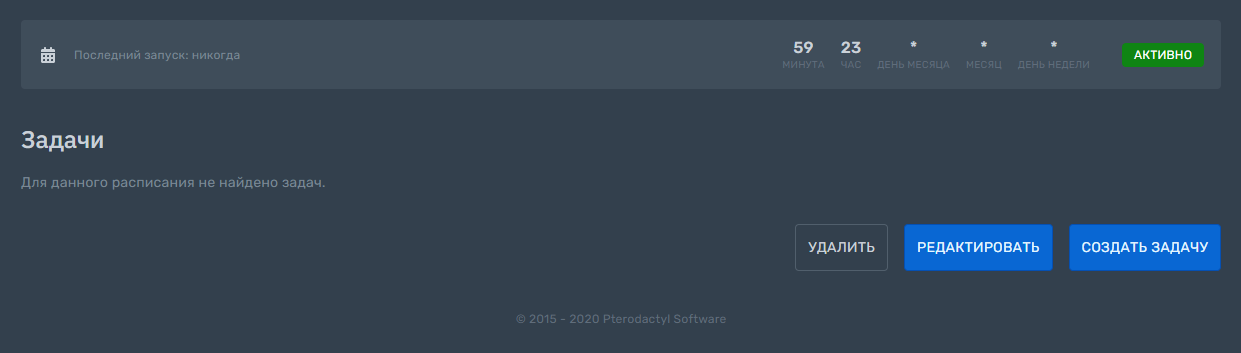 Последний запуск: никогда
59 23 * * *
МИНУТА ЧАС ДЕНЬ МЕСЯЦА МЕСЯЦ ДЕНЬ НЕДЕЛИ
АКТИВНО
Задачи
Для данного расписания не найдено задач.
УДАЛИТЬ РЕДАКТИРОВАТЬ СОЗДАТЬ ЗАДАЧУ
© 2015 - 2020 Pterodactyl Software